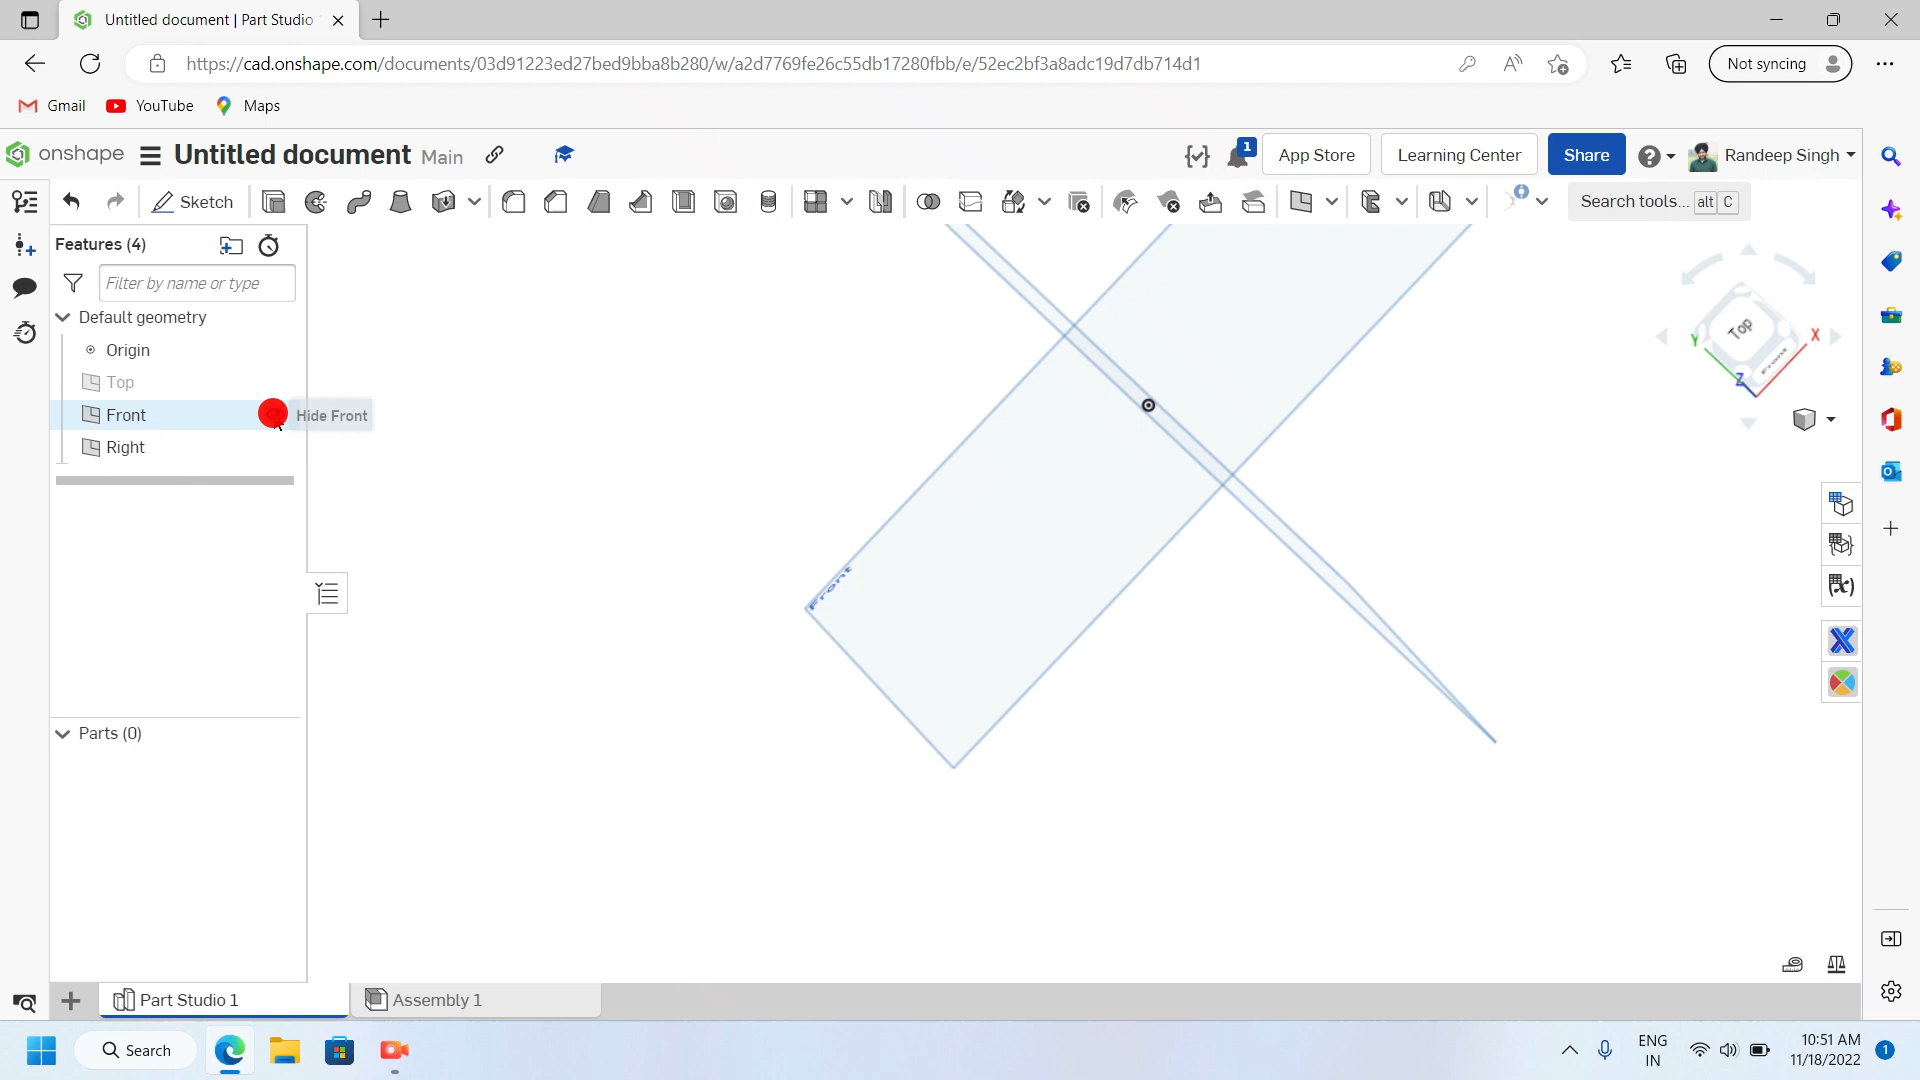 Untitled document | Part Studio
https://cad.onshape.com/documents/03d91223ed27bed9bba8b280/w/a2d7769fe26c55db17280fbb/e/52ec2bf3a8adc19d7db714d1
Not syncing
Gmail
YouTube
Maps
onshape
Untitled document
Main
1
App Store
Learning Center
Share
Randeep Singh
Sketch
Search tools... alt C
Features (4)
Filter by name or type
Default geometry
Origin
Top
Front
Hide Front
Right
Front
Top
Front
X
Y
Z
Parts (0)
Part Studio 1
Assembly 1
Search
ENG
IN
10:51 AM
11/18/2022
1